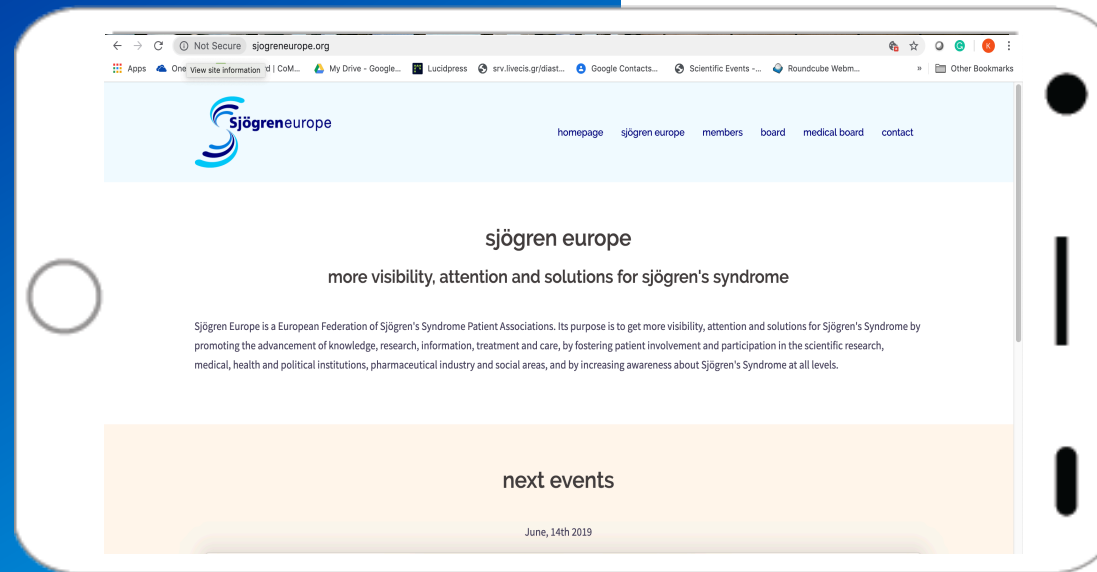 Not Secure sjogreneurope.org K
Apps One View site information d | CoM... My Drive - Google... Lucidpress srv.livecis.gr/diast... Google Contacts... Scientific Events -... Roundcube Webm... » Other Bookmarks
Sjögreneurope
homepage sjögren europe members board medical board contact
sjögren europe
more visibility, attention and solutions for sjögren's syndrome
Sjögren Europe is a European Federation of Sjögren's Syndrome Patient Associations. Its purpose is to get more visibility, attention and solutions for Sjögren's Syndrome by
promoting the advancement of knowledge, research, information, treatment and care, by fostering patient involvement and participation in the scientific research,
medical, health and political institutions, pharmaceutical industry and social areas, and by increasing awareness about Sjögren's Syndrome at all levels.
next events
June, 14th 2019